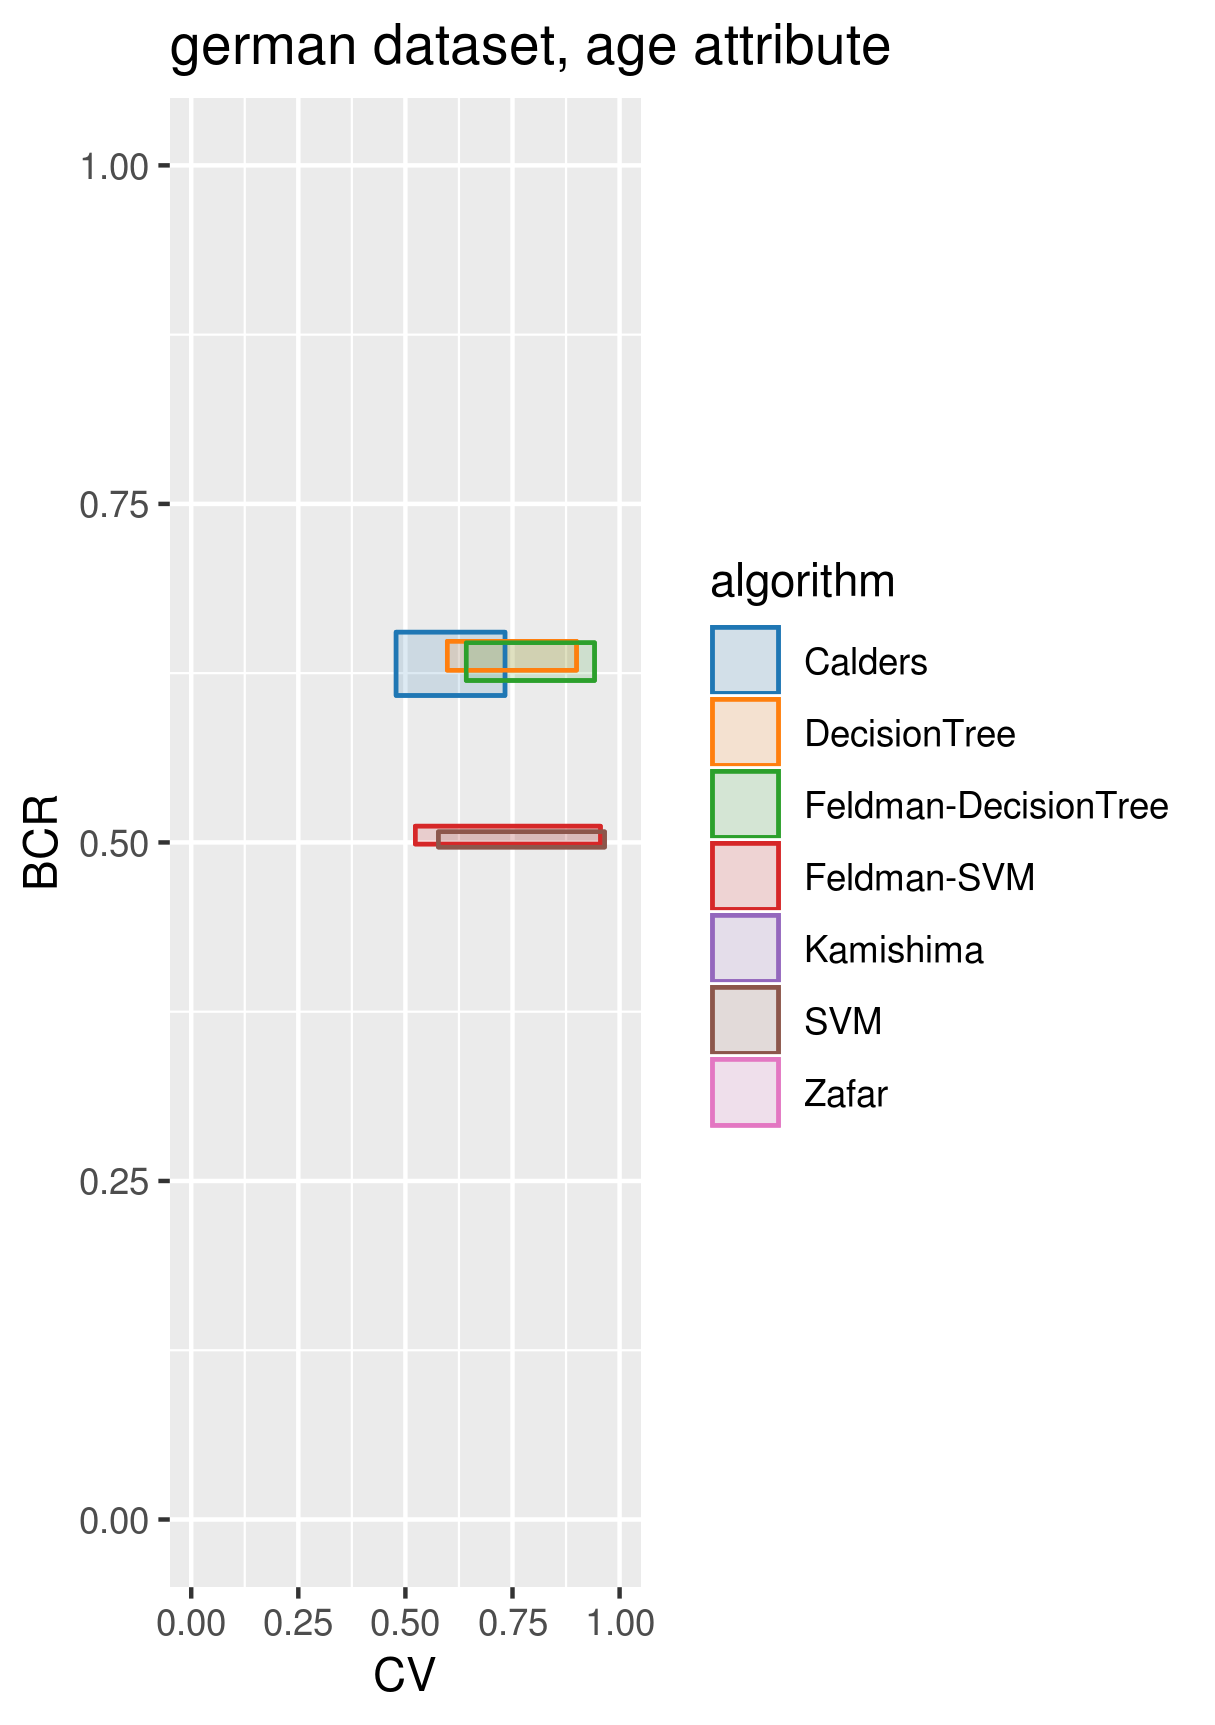 german dataset, age attribute
1.00
0.75
0.50
0.25
0.00
BCR
0.00 0.25 0.50 0.75 1.00
CV
algorithm
Calders
DecisionTree
Feldman-DecisionTree
Feldman-SVM
Kamishima
SVM
Zafar